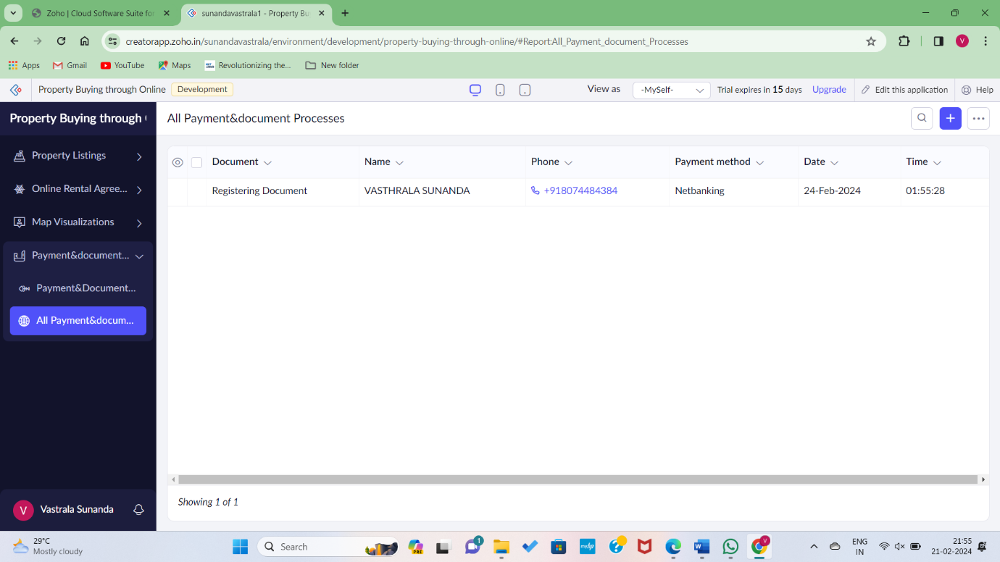 Zoho | Cloud Software Suite for
sunandavastrala1 - Property Bu
creatorapp.zoho.in/sunandavastrala/environment/development/property-buying-through-online/#Report:All_Payment_document_Processes
V
Apps Gmail YouTube Maps Revolutionizing the... New folder
Property Buying through Online Development View as -MySelf- Trial expires in 15 days Upgrade Edit this application Help
Property Buying through
All Payment&document Processes
Property Listings
Online Rental Agree...
Map Visualizations
Payment&document...
Payment&Document...
All Payment&docum...
Document Name Phone Payment method Date Time
Registering Document VASTHRALA SUNANDA +918074484384 Netbanking 24-Feb-2024 01:55:28
Showing 1 of 1
V Vastrala Sunanda
29°C
Mostly cloudy
Search
PRE
1
V
ENG
IN
21:55
21-02-2024